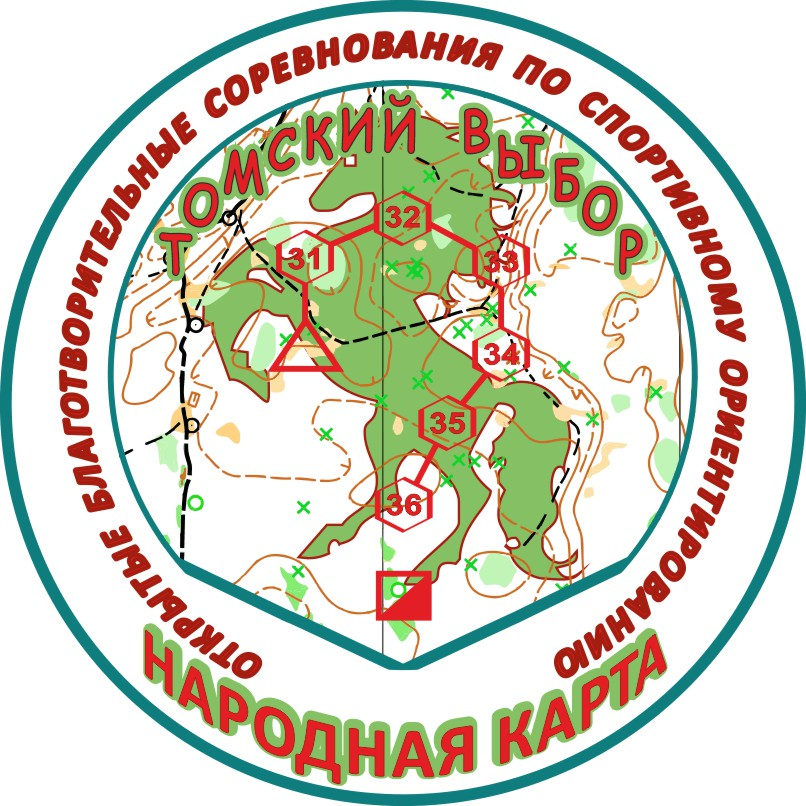 ОТКРЫТЫЕ БЛАГОТВОРИТЕЛЬНЫЕ СОРЕВНОВАНИЯ ПО СПОРТИВНОМУ ОРИЕНТИРОВАНИЮ
ТОМСКИЙ ВЫБОР
32
31
33
34
35
36
НАРОДНАЯ КАРТА